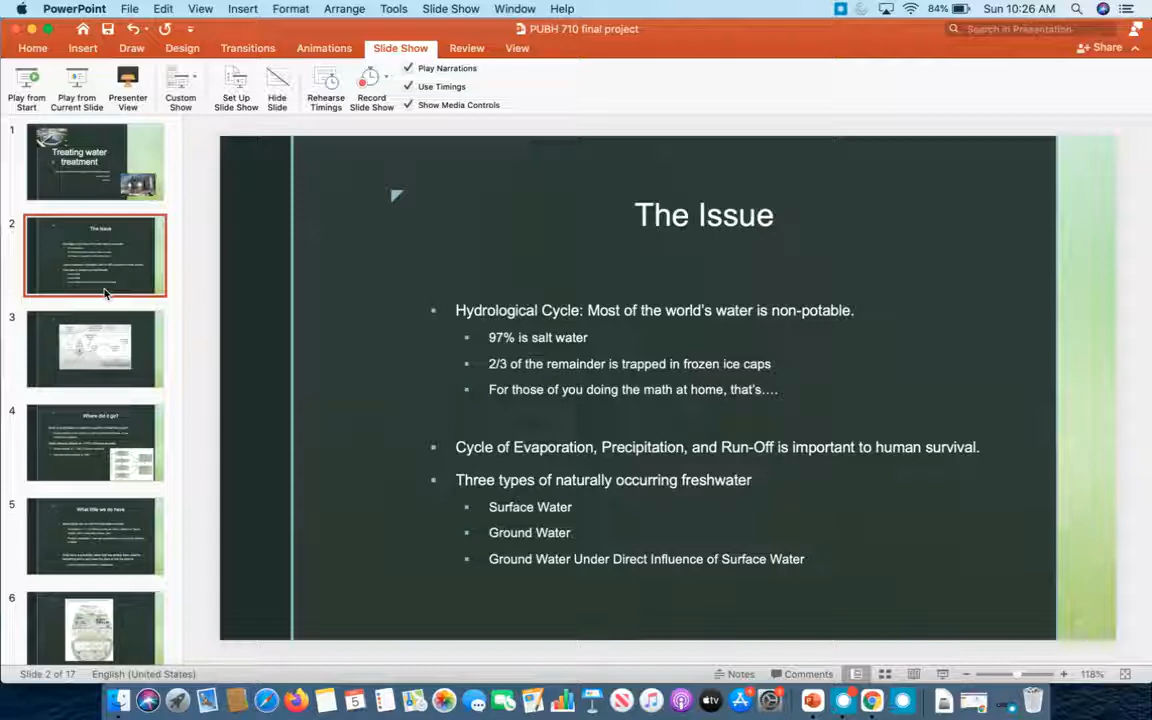 PowerPoint File Edit View Insert Format Arrange Tools Slide Show Window Help 84% Sun 10:26 AM
PUBH 710 final project
Search in Presentation
Home Insert Draw Design Transitions Animations Slide Show Review View
Share
Play from Start
Play from Current Slide
Presenter View
Custom Show
Set Up Slide Show
Hide Slide
Rehearse Timings
Record Slide Show
Play Narrations
Use Timings
Show Media Controls
1
Treating water
treatment
2
The Issue
3
4
Where did it go?
5
What little we do have
6
The Issue
Hydrological Cycle: Most of the world's water is non-potable.
97% is salt water
2/3 of the remainder is trapped in frozen ice caps
For those of you doing the math at home, that's….
Cycle of Evaporation, Precipitation, and Run-Off is important to human survival.
Three types of naturally occurring freshwater
Surface Water
Ground Water
Ground Water Under Direct Influence of Surface Water
Slide 2 of 17 English (United States) Notes Comments 118%